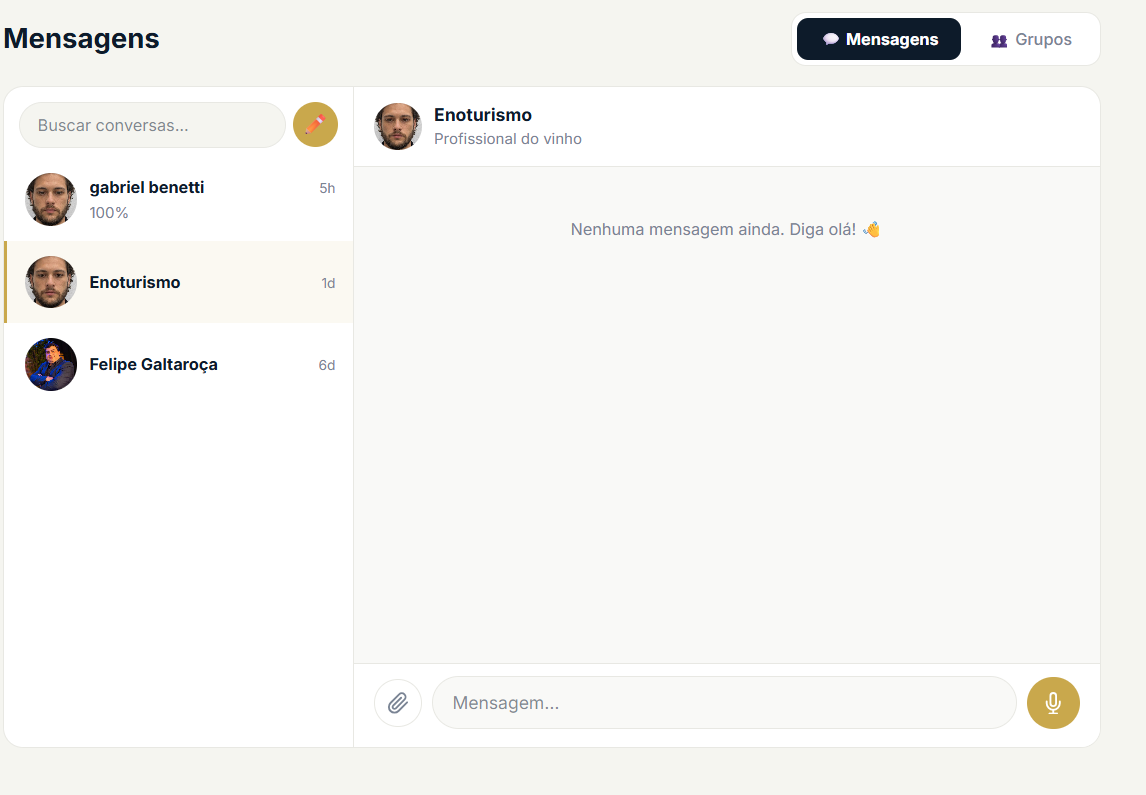 Mensagens
💬 Mensagens
👥 Grupos
Buscar conversas...
gabriel benetti
5h
100%
Enoturismo
1d
Felipe Galtaroça
6d
Enoturismo
Profissional do vinho
Nenhuma mensagem ainda. Diga olá! 👋
Mensagem...